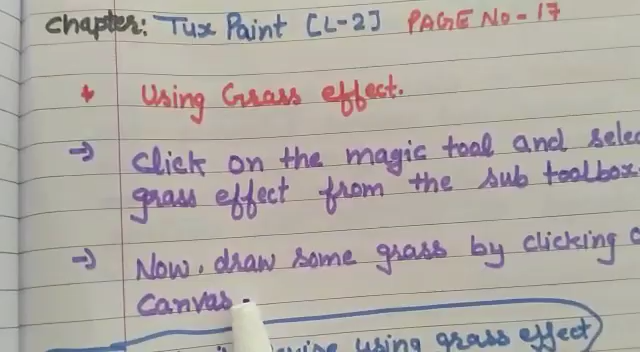 Chapter: Tux Paint [L-2] PAGE No-17
* Using Grass effect.
→ Click on the magic tool and selec
grass effect from the sub toolbox.
→ Now, draw some grass by clicking o
canvas.
using grass effect